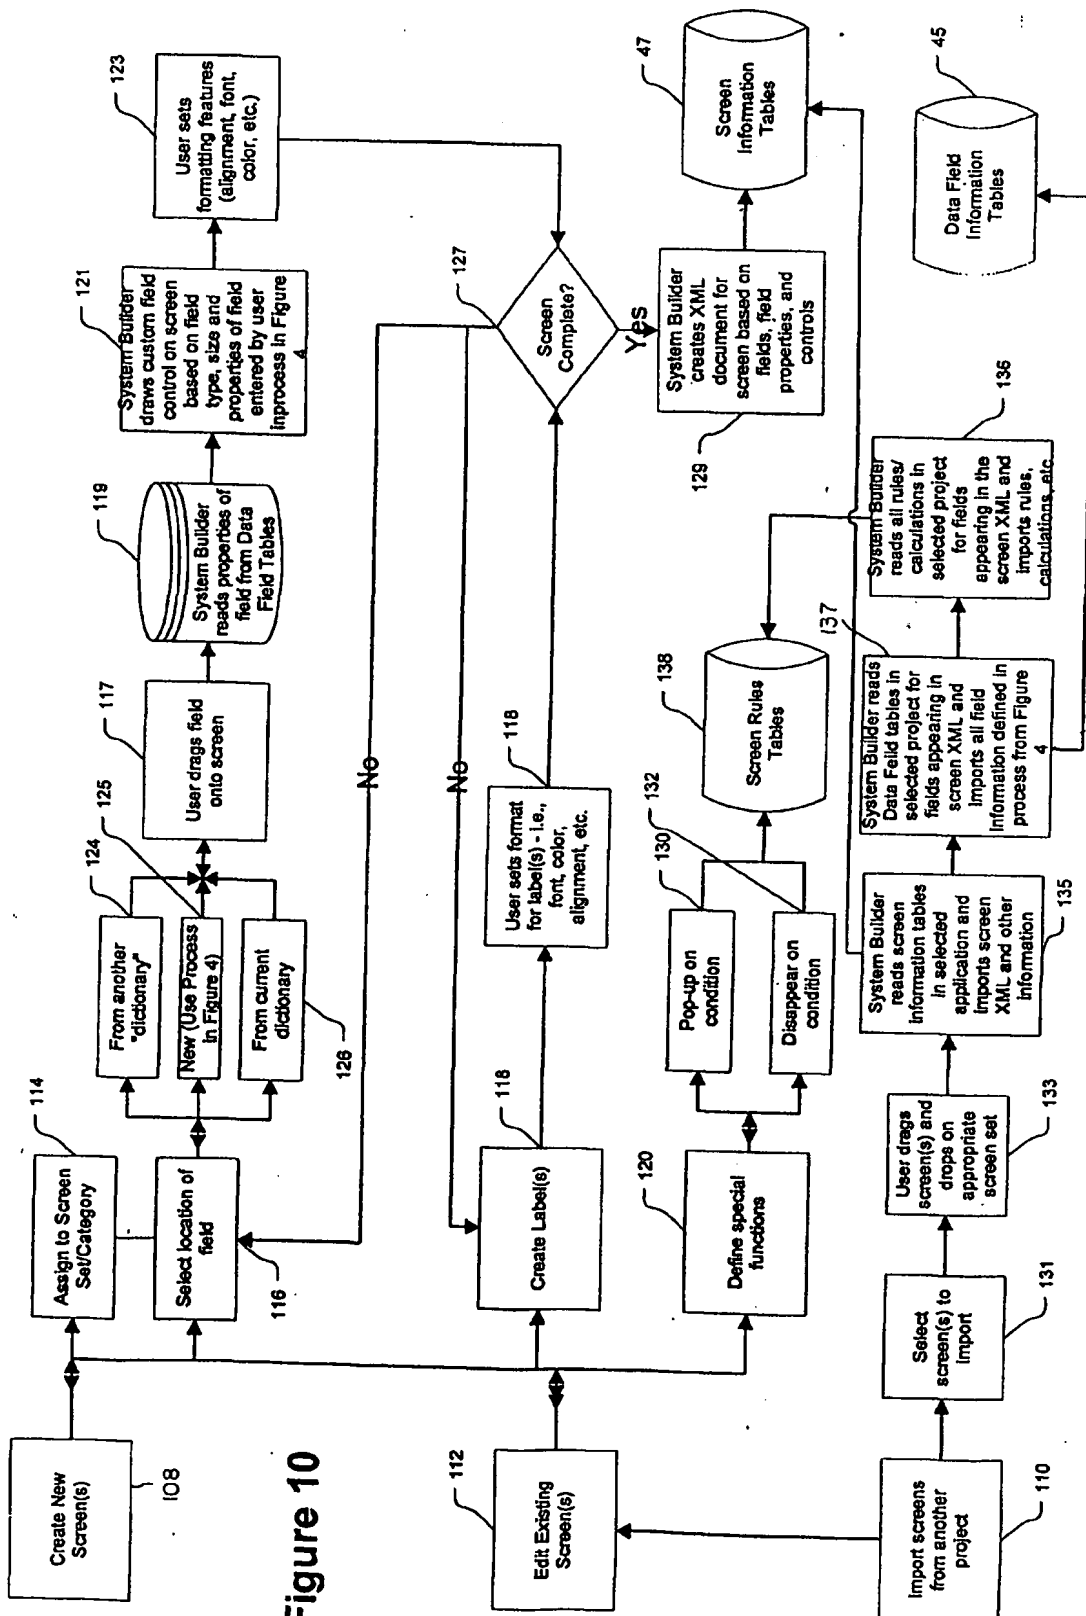 Create New
Screen(s)
108
Figure 10
Edit Existing
Screen(s)
112
Import screens
from another
project
110
Assign to Screen
Set/Category
114
Select location of
field
116
From another
"dictionary"
124
New (Use Process
in Figure 4)
125
From current
dictionary
126
User drags field
onto screen
117
System Builder
reads properties of
field from Data
Field Tables
119
System Builder
draws custom field
control on screen
based on field
type, size and
properties of field
entered by user
inprocess in Figure
4
121
User sets
formatting features
(alignment, font,
color, etc.)
123
No
No
Create Label(s)
118
User sets format
for label(s) - i.e.,
font, color,
alignment, etc.
118
Screen
Complete?
127
Yes
System Builder
creates XML
document for
screen based on
fields, field
properties, and
controls
129
Screen
Information
Tables
47
Data Field
Information
Tables
45
Define special
functions
120
Pop-up on
condition
132
Disappear on
condition
130
Screen Rules
Tables
138
Select
screen(s) to
import
131
User drags
screen(s) and
drops on
appropriate
screen set
133
System Builder
reads screen
information tables
in selected
application and
imports screen
XML and other
information
135
System Builder reads
Data Feild tables in
selected project for
fields appearing in
screen XML and
Imports all field
Information defined in
process from Figure
4
137
System Builder
reads all rules/
calculations in
selected project
for fields
appearing in the
screen XML and
imports rules,
calculations, etc
136